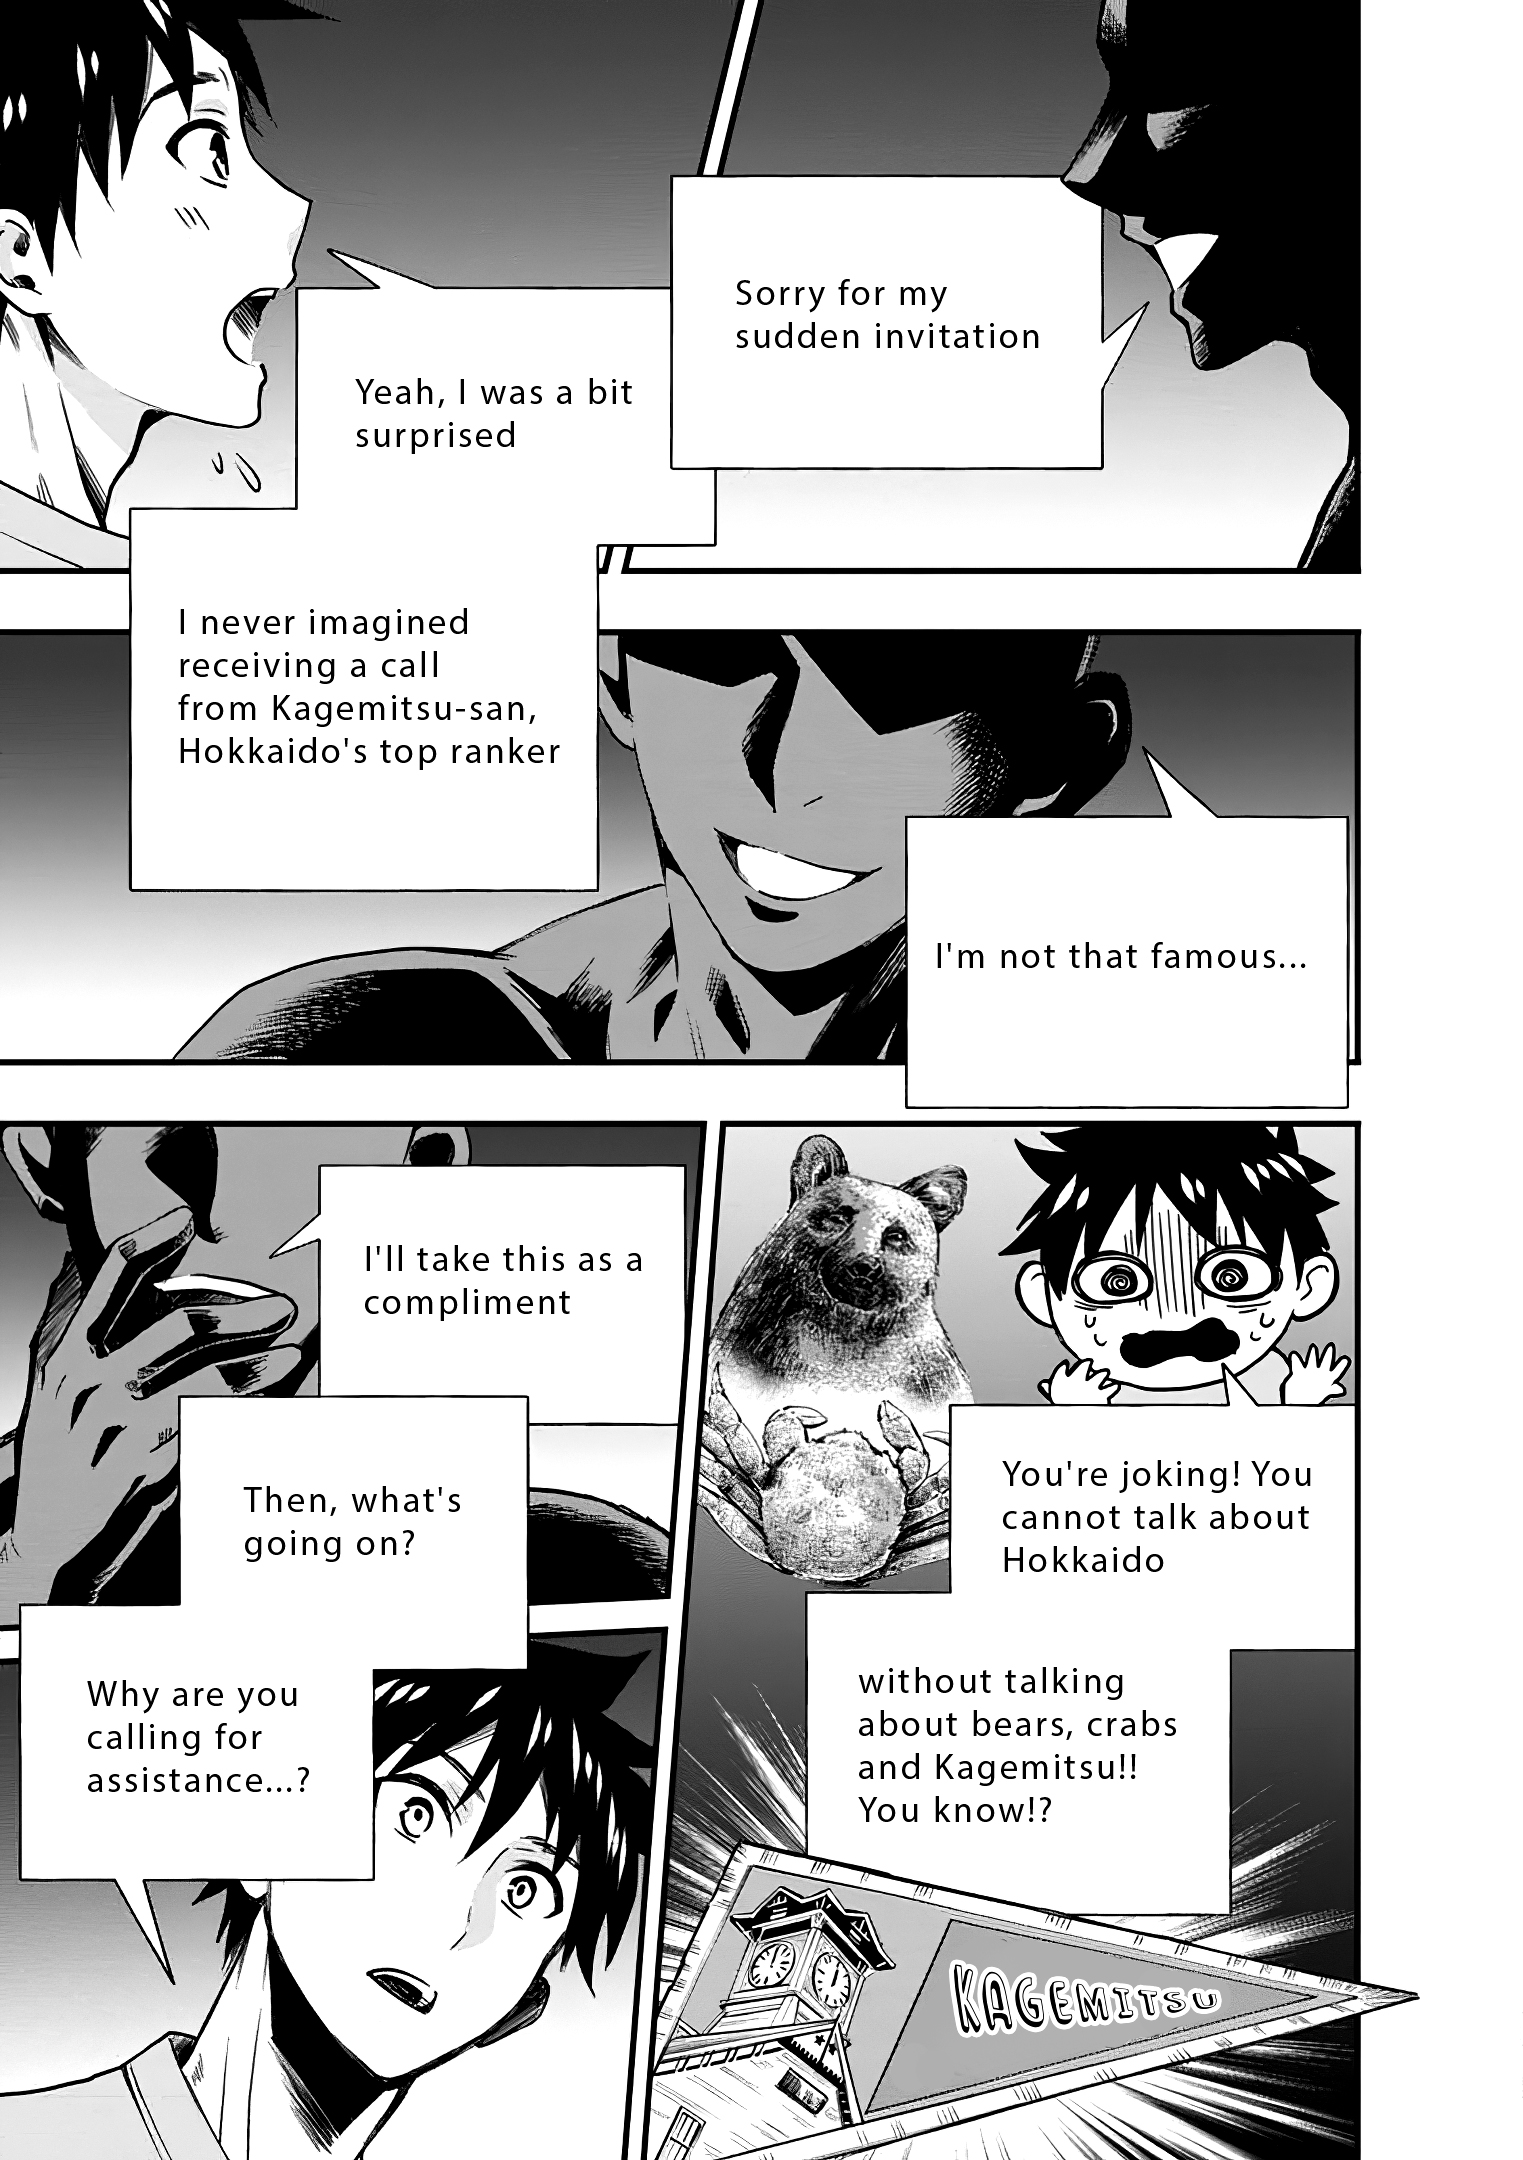 Sorry for my
sudden invitation
Yeah, I was a bit
surprised
I never imagined
receiving a call
from Kagemitsu-san,
Hokkaido's top ranker
I'm not that famous...
You're joking! You
cannot talk about
Hokkaido
without talking
about bears, crabs
and Kagemitsu!!
You know!?
KAGEMITSU
I'll take this as a
compliment
Then, what's
going on?
Why are you
calling for
assistance...?